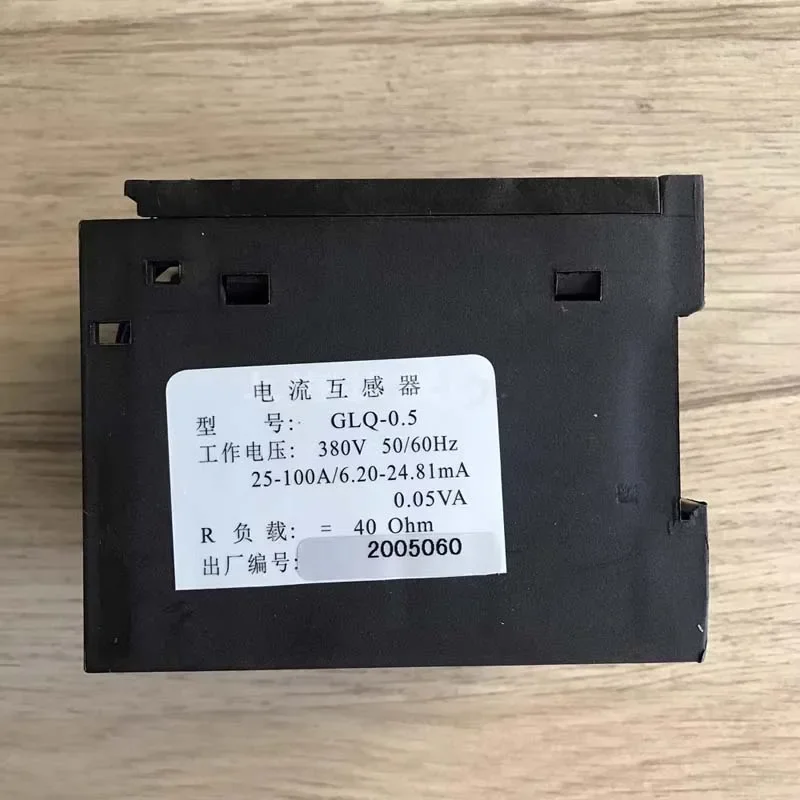 电流互感器
型 号: GLQ-0.5
工作电压: 380V 50/60Hz
25-100A/6.20-24.81mA
0.05VA
R 负载: = 40 Ohm
出厂编号: 2005060